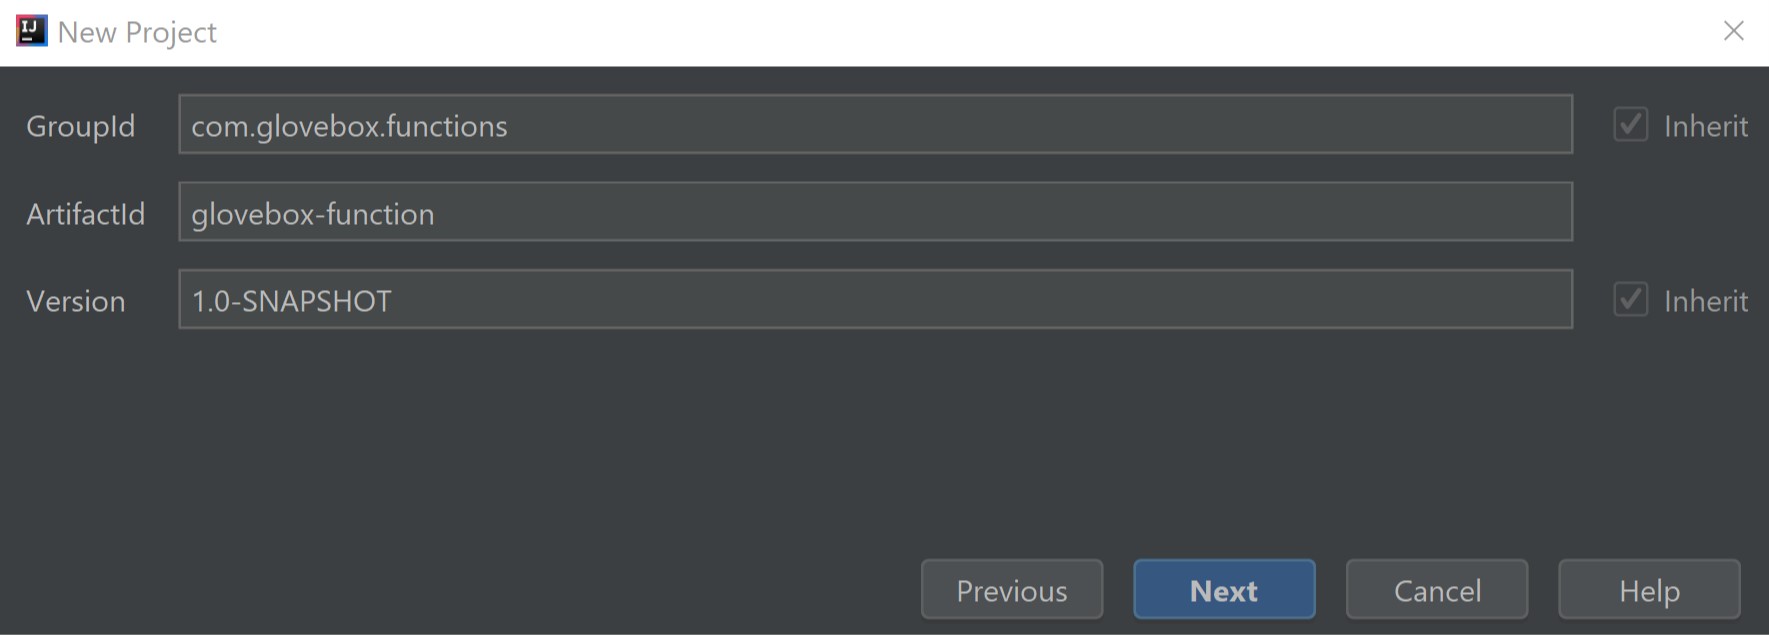 IJ New Project
GroupId com.glovebox.functions Inherit
ArtifactId glovebox-function
Version 1.0-SNAPSHOT Inherit
Previous Next Cancel Help